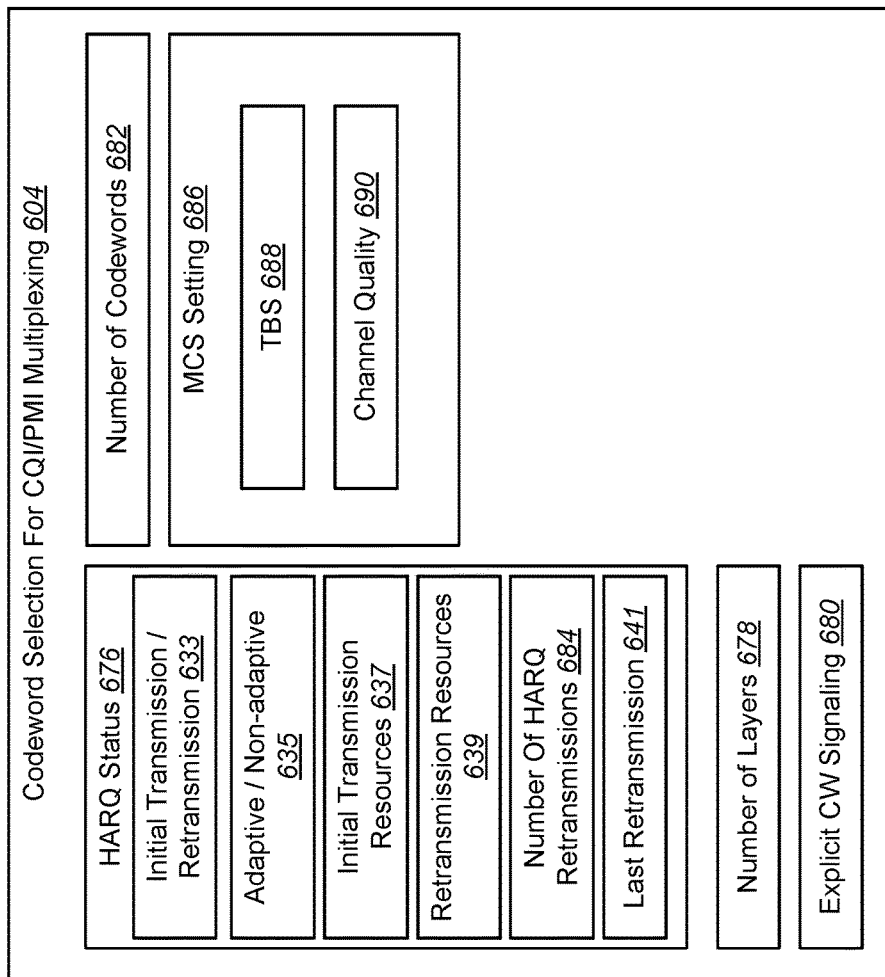 Codeword Selection For CQI/PMI Multiplexing 604
HARQ Status 676
Initial Transmission /
Retransmission 633
Adaptive / Non-adaptive
635
Initial Transmission
Resources 637
Retransmission Resources
639
Number Of HARQ
Retransmissions 684
Last Retransmission 641
Number of Layers 678
Explicit CW Signaling 680
Number of Codewords 682
MCS Setting 686
TBS 688
Channel Quality 690